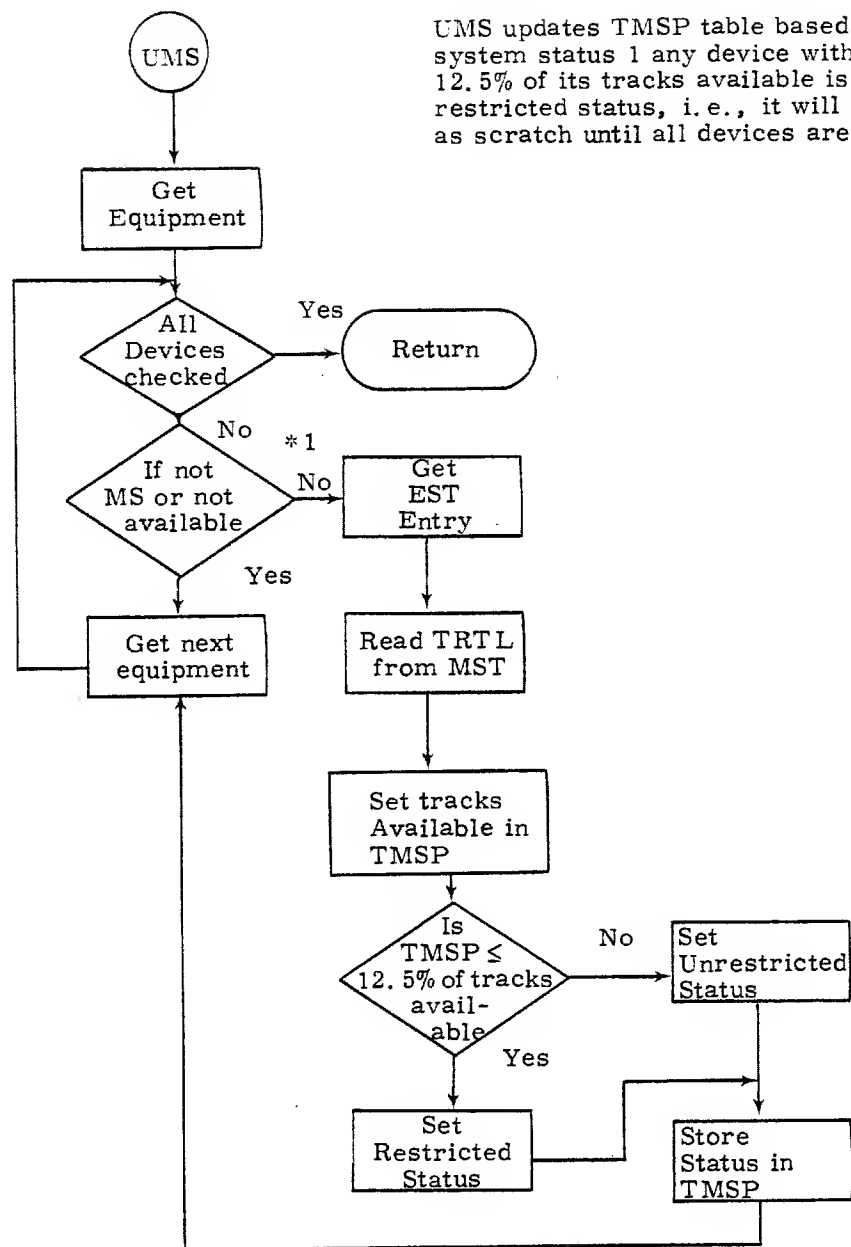 UMS
UMS updates TMSP table based
system status 1 any device with
12.5% of its tracks available is
restricted status, i.e., it will
as scratch until all devices are
Get
Equipment
All
Devices
checked
Yes
Return
No
*1
If not
MS or not
available
No
Get
EST
Entry
Yes
Get next
equipment
Read TRTL
from MST
Set tracks
Available in
TMSP
Is
TMSP ≤
12.5% of tracks
avail-
able
No
Set
Unrestricted
Status
Yes
Set
Restricted
Status
Store
Status in
TMSP